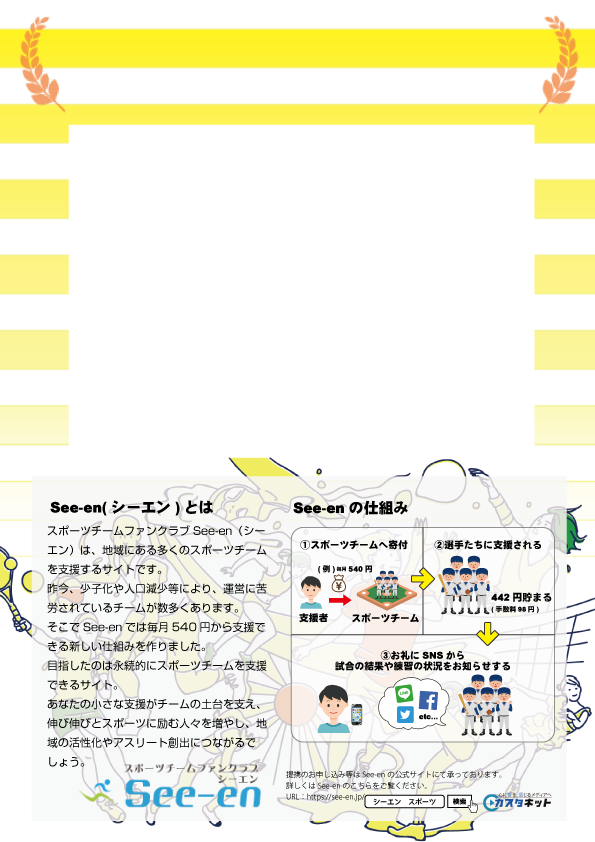 See-en(シーエン)とは
スポーツチームファンクラブ See-en（シー
エン）は、地域にある多くのスポーツチーム
を支援するサイトです。
昨今、少子化や人口減少等により、運営に苦
労されているチームが数多くあります。
そこで See-en では毎月 540 円から支援で
きる新しい仕組みを作りました。
目指したのは永続的にスポーツチームを支援
できるサイト。
あなたの小さな支援がチームの土台を支え、
伸び伸びとスポーツに励む人々を増やし、地
域の活性化やアスリート創出につながるで
しょう。
スポーツチームファンクラブ
シーエン
See-en
See-en の仕組み
①スポーツチームへ寄付
(例)毎月 540 円
支援者
スポーツチーム
②選手たちに支援される
442 円貯まる
(手数料 98 円)
③お礼に SNS から
試合の結果や練習の状況をお知らせする
LINE
etc...
提携のお申し込み等は See-en の公式サイトにて承っております。
詳しくは See-en のこちらをご覧ください。
URL：https://see-en.jp/
シーエン　スポーツ
検索
カスタネット